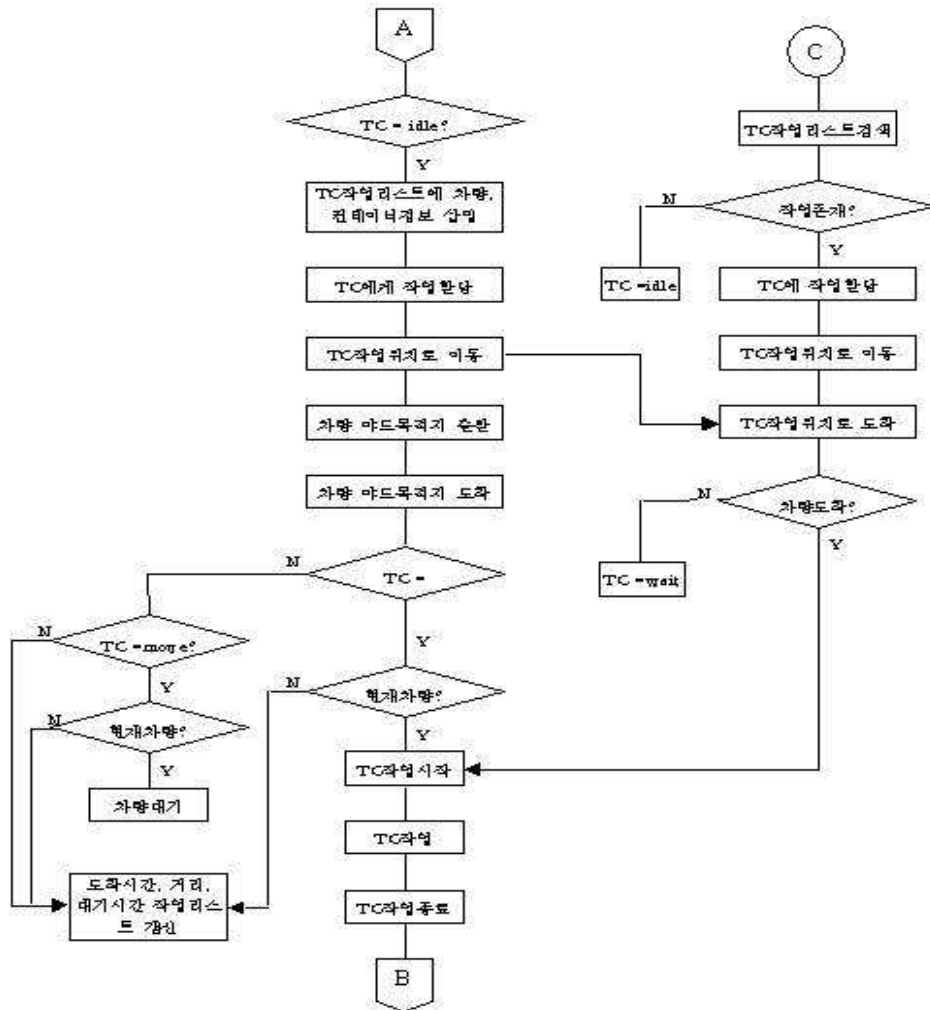 A
TC = idle?
Y
TC작업리스트에 차량,
컨테이너정보 삽입
TC에게 작업할당
TC작업위치로 이동
차량 야드목적지 출발
차량 야드목적지 도착
TC =
N
Y
TC =move?
N
Y
현재차량?
N
Y
차량대기
현재차량?
N
Y
TC작업시작
TC작업
TC작업종료
도착시간, 거리,
대기시간 작업리스
트 갱신
B
C
TC작업리스트검색
작업존재?
N
Y
TC =idle
TC에 작업할당
TC작업위치로 이동
TC작업위치로 도착
차량도착?
N
Y
TC =wait